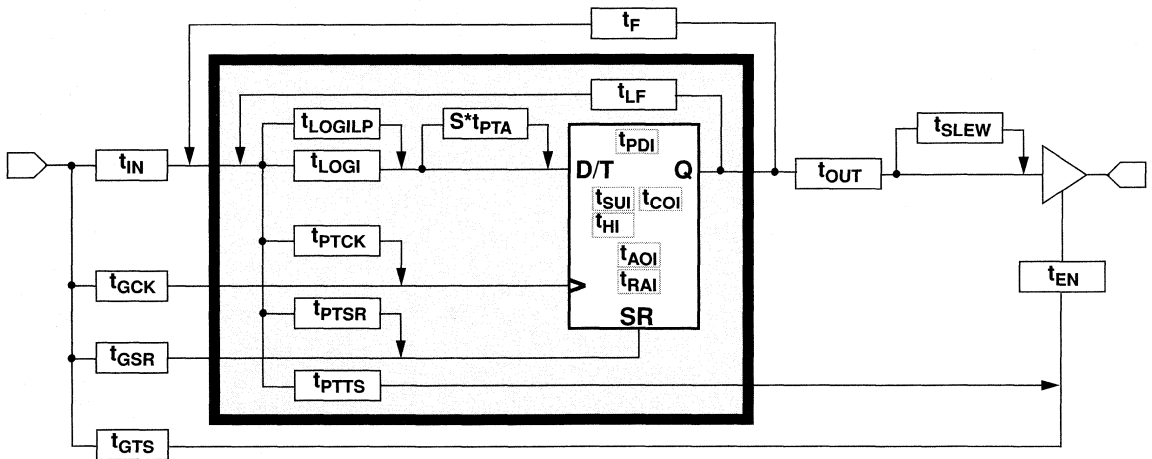 tF
tLF
tLOGILP
S*tPTA
tSLEW
tPDI
tIN
tLOGI
D/T
Q
tOUT
tSUI
tCOI
tHI
tPTCK
tAOI
tGCK
tRAI
tEN
tPTSR
SR
tGSR
tPTTS
tGTS